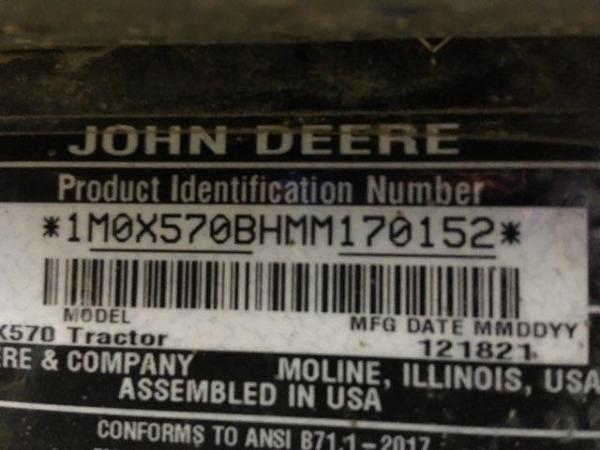 JOHN DEERE
Product Identification Number
*1M0X570BHMM170152*
MODEL
X570 Tractor
MFG DATE MMDDYY
121821
ERE & COMPANY
MOLINE, ILLINOIS, USA
ASSEMBLED IN USA
CONFORMS TO ANSI B71.1-2017